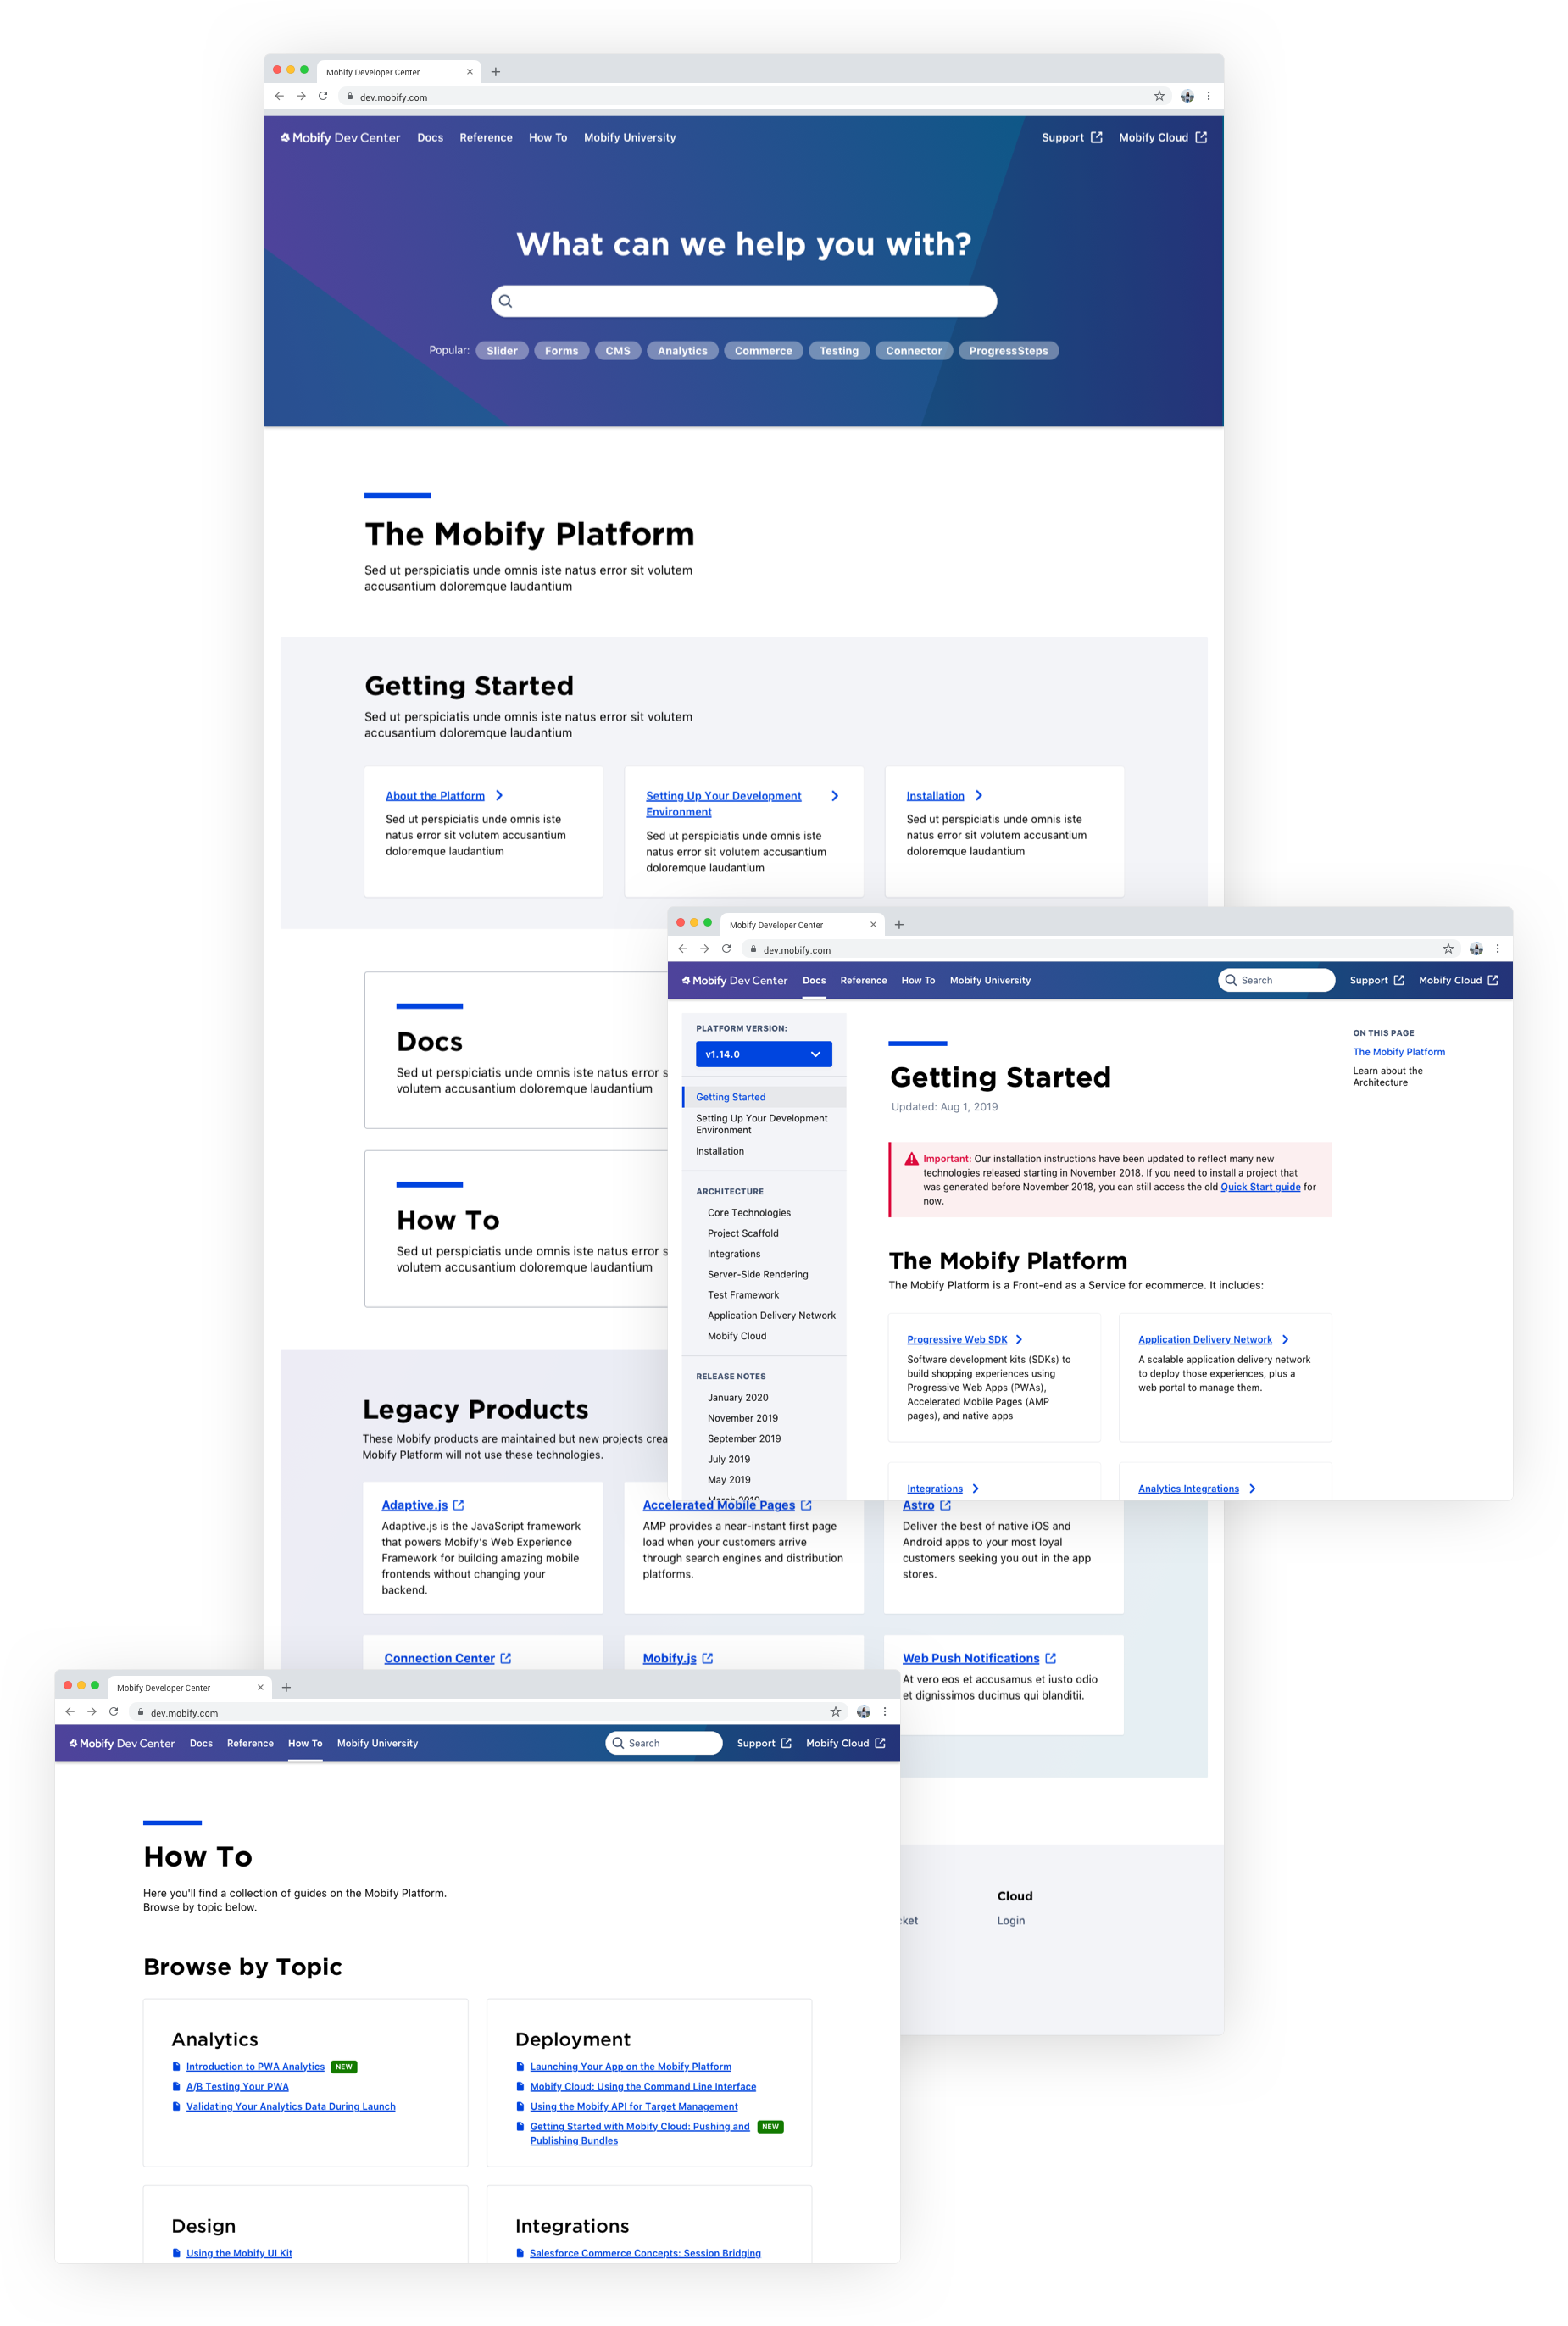 Mobify Developer Center
dev.mobify.com
Mobify Dev Center Docs Reference How To Mobify University Support Mobify Cloud
What can we help you with?
Popular: Slider Forms CMS Analytics Commerce Testing Connector ProgressSteps
The Mobify Platform
Sed ut perspiciatis unde omnis iste natus error sit volutem
accusantium doloremque laudantium
Getting Started
Sed ut perspiciatis unde omnis iste natus error sit volutem
accusantium doloremque laudantium
About the Platform
Sed ut perspiciatis unde omnis iste
natus error sit volutem accusantium
doloremque laudantium
Setting Up Your Development
Environment
Sed ut perspiciatis unde omnis iste
natus error sit volutem accusantium
doloremque laudantium
Installation
Sed ut perspiciatis unde omnis iste
natus error sit volutem accusantium
doloremque laudantium
Docs
Sed ut perspiciatis unde omnis iste natus error s
volutem accusantium doloremque laudantium
How To
Sed ut perspiciatis unde omnis iste natus error s
volutem accusantium doloremque laudantium
Legacy Products
These Mobify products are maintained but new projects crea
Mobify Platform will not use these technologies.
Adaptive.js
Adaptive.js is the JavaScript framework
that powers Mobify's Web Experience
Framework for building amazing mobile
frontends without changing your
backend.
Accelerated Mobile Pages
AMP provides a near-instant first page
load when your customers arrive
through search engines and distribution
platforms.
Astro
Deliver the best of native iOS and
Android apps to your most loyal
customers seeking you out in the app
stores.
Connection Center
Mobify.js
Web Push Notifications
At vero eos et accusamus et iusto odio
et dignissimos ducimus qui blanditii.
cket
Cloud
Login
Mobify Developer Center
dev.mobify.com
Mobify Dev Center Docs Reference How To Mobify University Search Support Mobify Cloud
PLATFORM VERSION:
v1.14.0
Getting Started
Setting Up Your Development
Environment
Installation
ARCHITECTURE
Core Technologies
Project Scaffold
Integrations
Server-Side Rendering
Test Framework
Application Delivery Network
Mobify Cloud
RELEASE NOTES
January 2020
November 2019
September 2019
July 2019
May 2019
March 2019
Getting Started
Updated: Aug 1, 2019
Important: Our installation instructions have been updated to reflect many new
technologies released starting in November 2018. If you need to install a project that
was generated before November 2018, you can still access the old Quick Start guide for
now.
The Mobify Platform
The Mobify Platform is a Front-end as a Service for ecommerce. It includes:
Progressive Web SDK
Software development kits (SDKs) to
build shopping experiences using
Progressive Web Apps (PWAs),
Accelerated Mobile Pages (AMP
pages), and native apps
Application Delivery Network
A scalable application delivery network
to deploy those experiences, plus a
web portal to manage them.
Integrations
Analytics Integrations
ON THIS PAGE
The Mobify Platform
Learn about the
Architecture
Mobify Developer Center
dev.mobify.com
Mobify Dev Center Docs Reference How To Mobify University Search Support Mobify Cloud
How To
Here you'll find a collection of guides on the Mobify Platform.
Browse by topic below.
Browse by Topic
Analytics
Introduction to PWA Analytics NEW
A/B Testing Your PWA
Validating Your Analytics Data During Launch
Deployment
Launching Your App on the Mobify Platform
Mobify Cloud: Using the Command Line Interface
Using the Mobify API for Target Management
Getting Started with Mobify Cloud: Pushing and NEW
Publishing Bundles
Design
Using the Mobify UI Kit
Integrations
Salesforce Commerce Concepts: Session Bridging